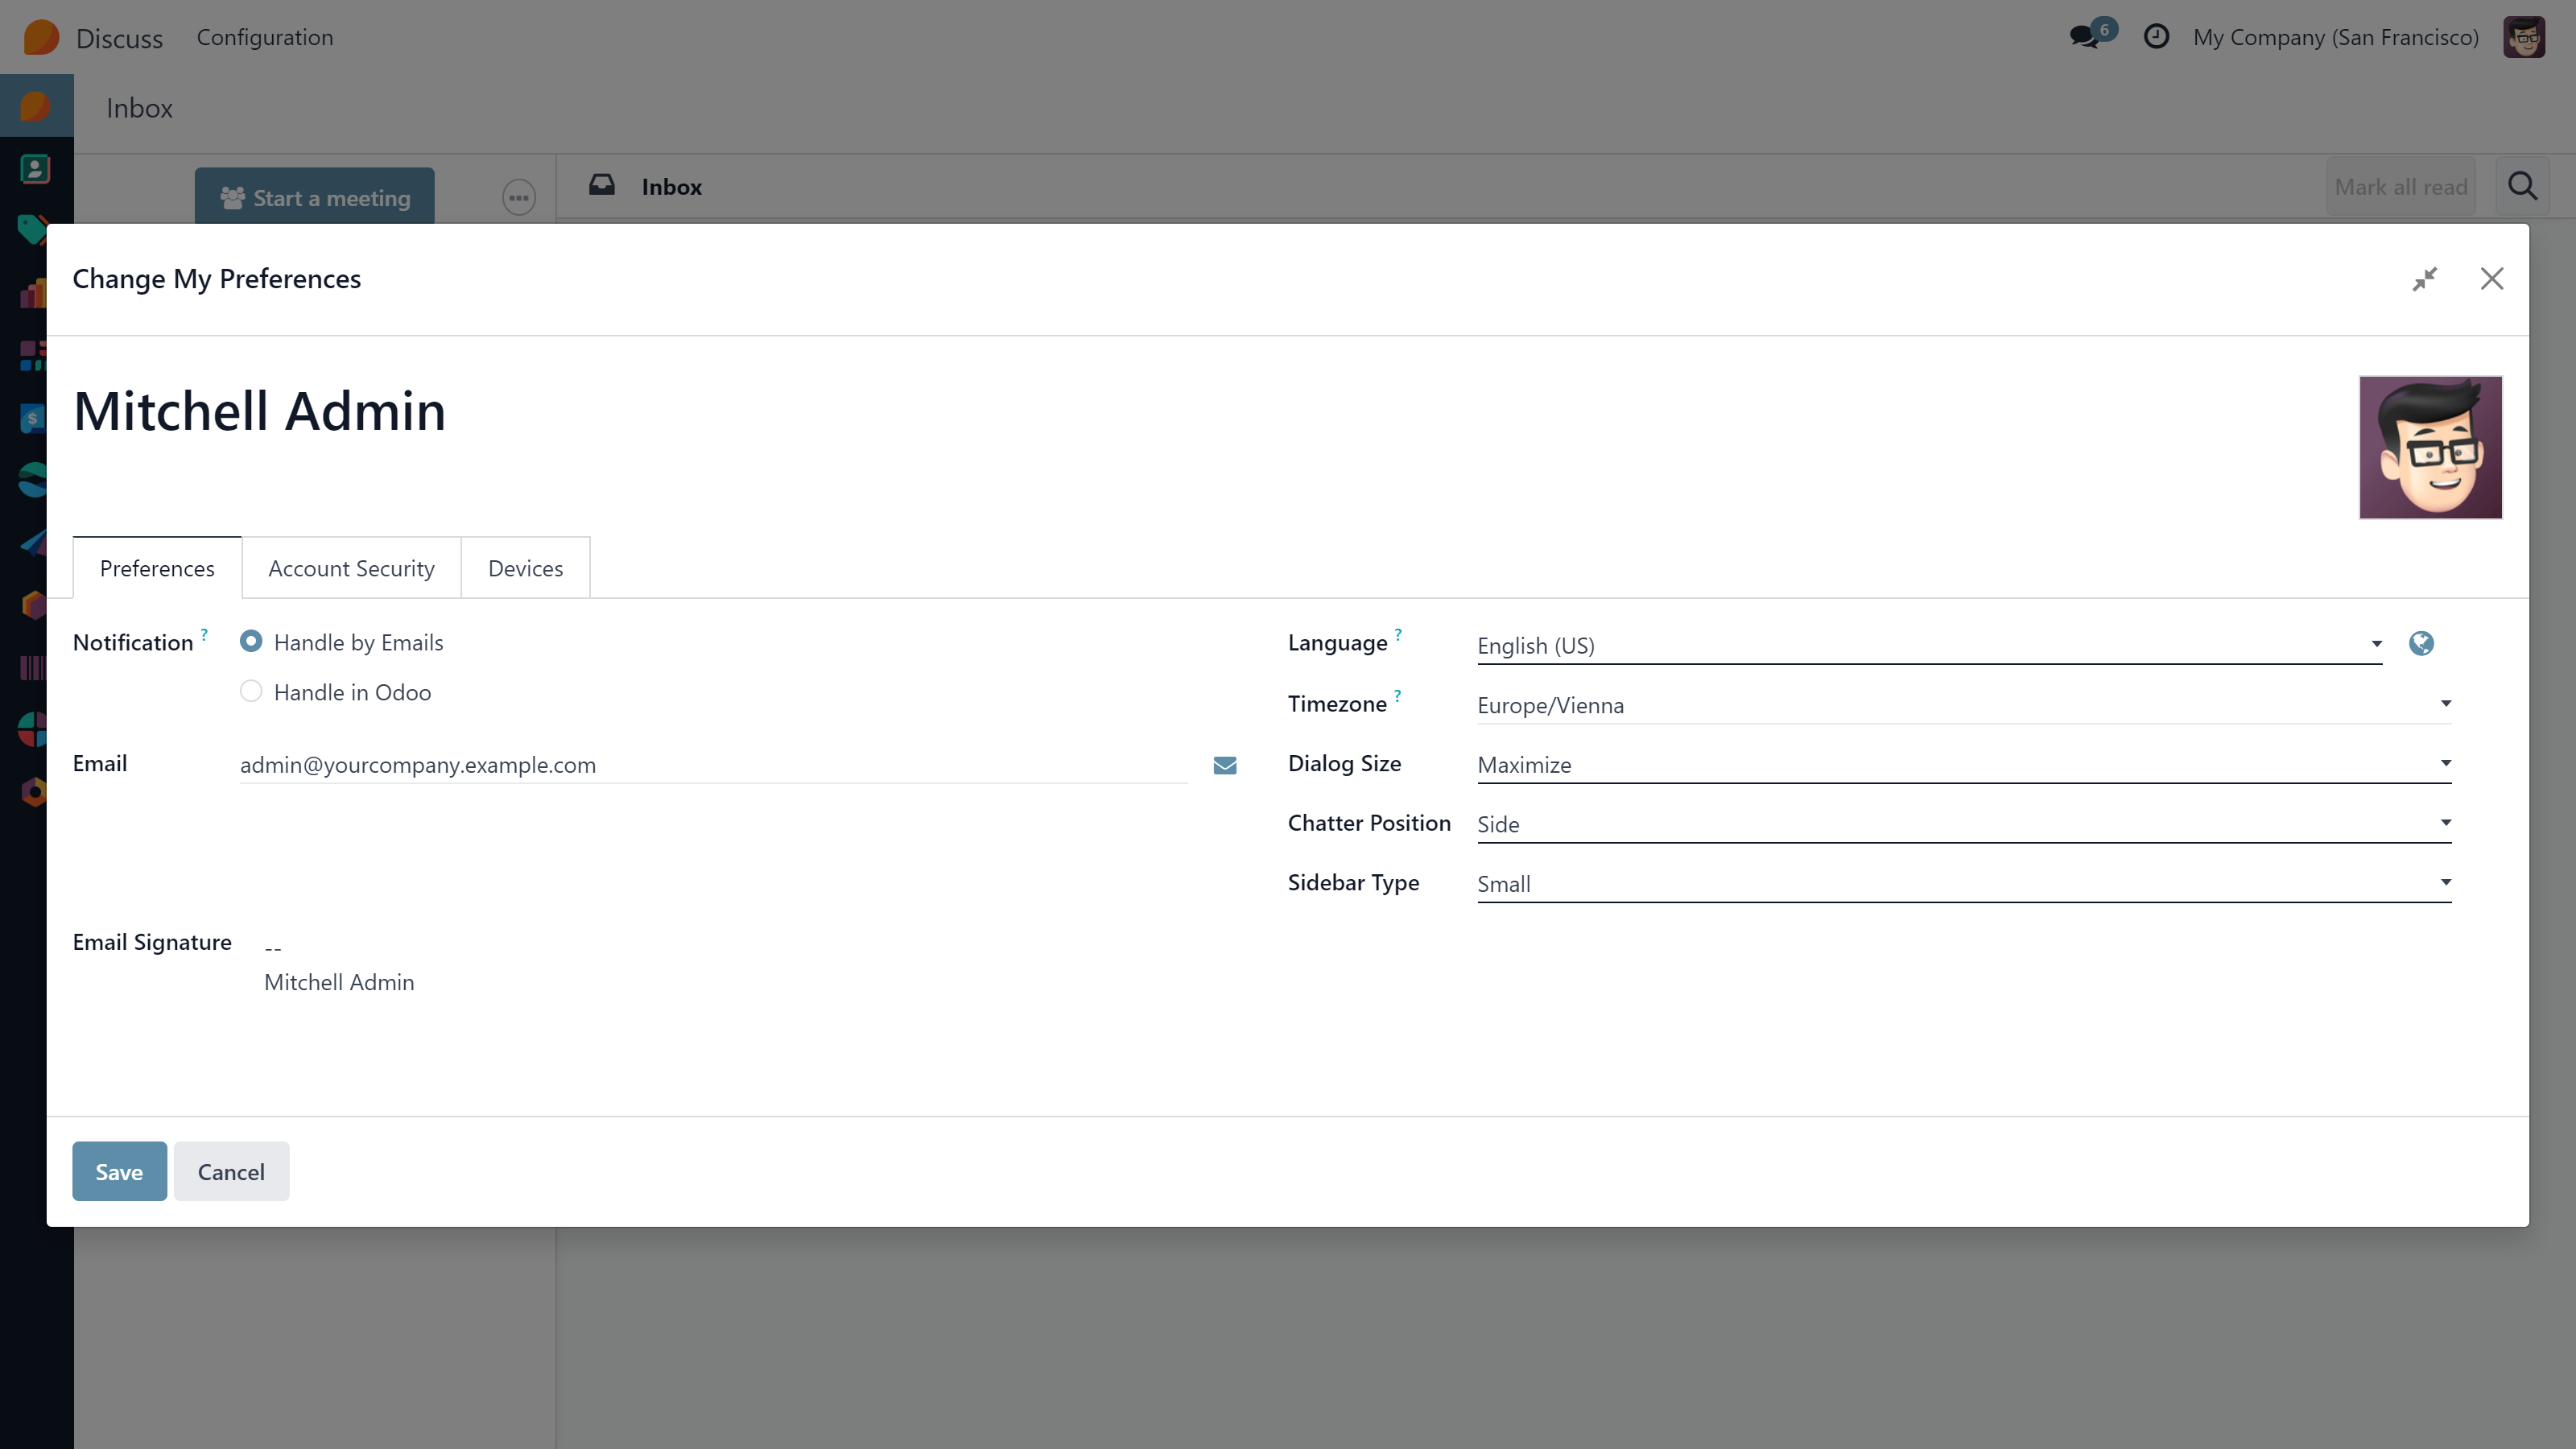 Discuss Configuration 6 My Company (San Francisco)
Inbox
Start a meeting Inbox Mark all read
Change My Preferences
Mitchell Admin
Preferences Account Security Devices
Notification ? Handle by Emails
Handle in Odoo
Email admin@yourcompany.example.com
Email Signature --
Mitchell Admin
Language ? English (US)
Timezone ? Europe/Vienna
Dialog Size Maximize
Chatter Position Side
Sidebar Type Small
Save Cancel